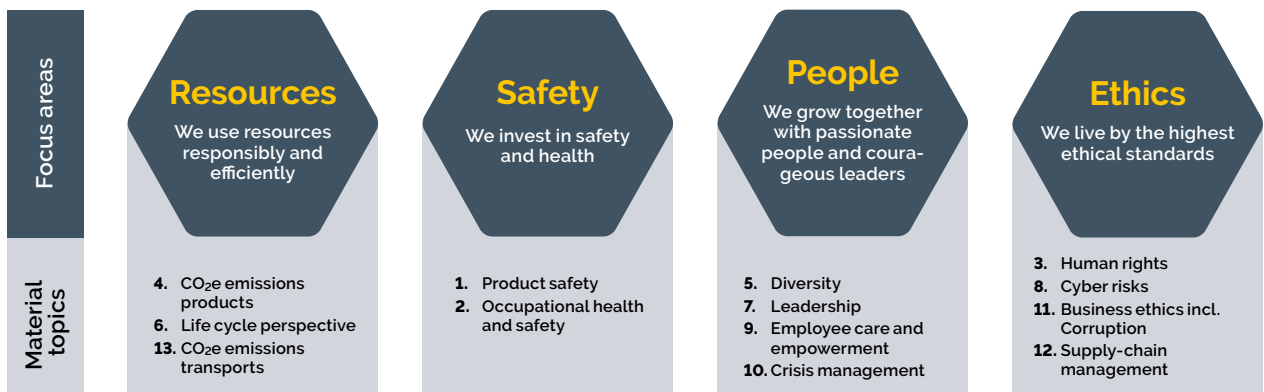 Focus areas
Resources
We use resources
responsibly and
efficiently
Safety
We invest in safety
and health
People
We grow together
with passionate
people and coura-
geous leaders
Ethics
We live by the highest
ethical standards
Material
topics
4. CO₂e emissions
products
6. Life cycle perspective
13. CO₂e emissions
transports
1. Product safety
2. Occupational health
and safety
5. Diversity
7. Leadership
9. Employee care and
empowerment
10. Crisis management
3. Human rights
8. Cyber risks
11. Business ethics incl.
Corruption
12. Supply-chain
management